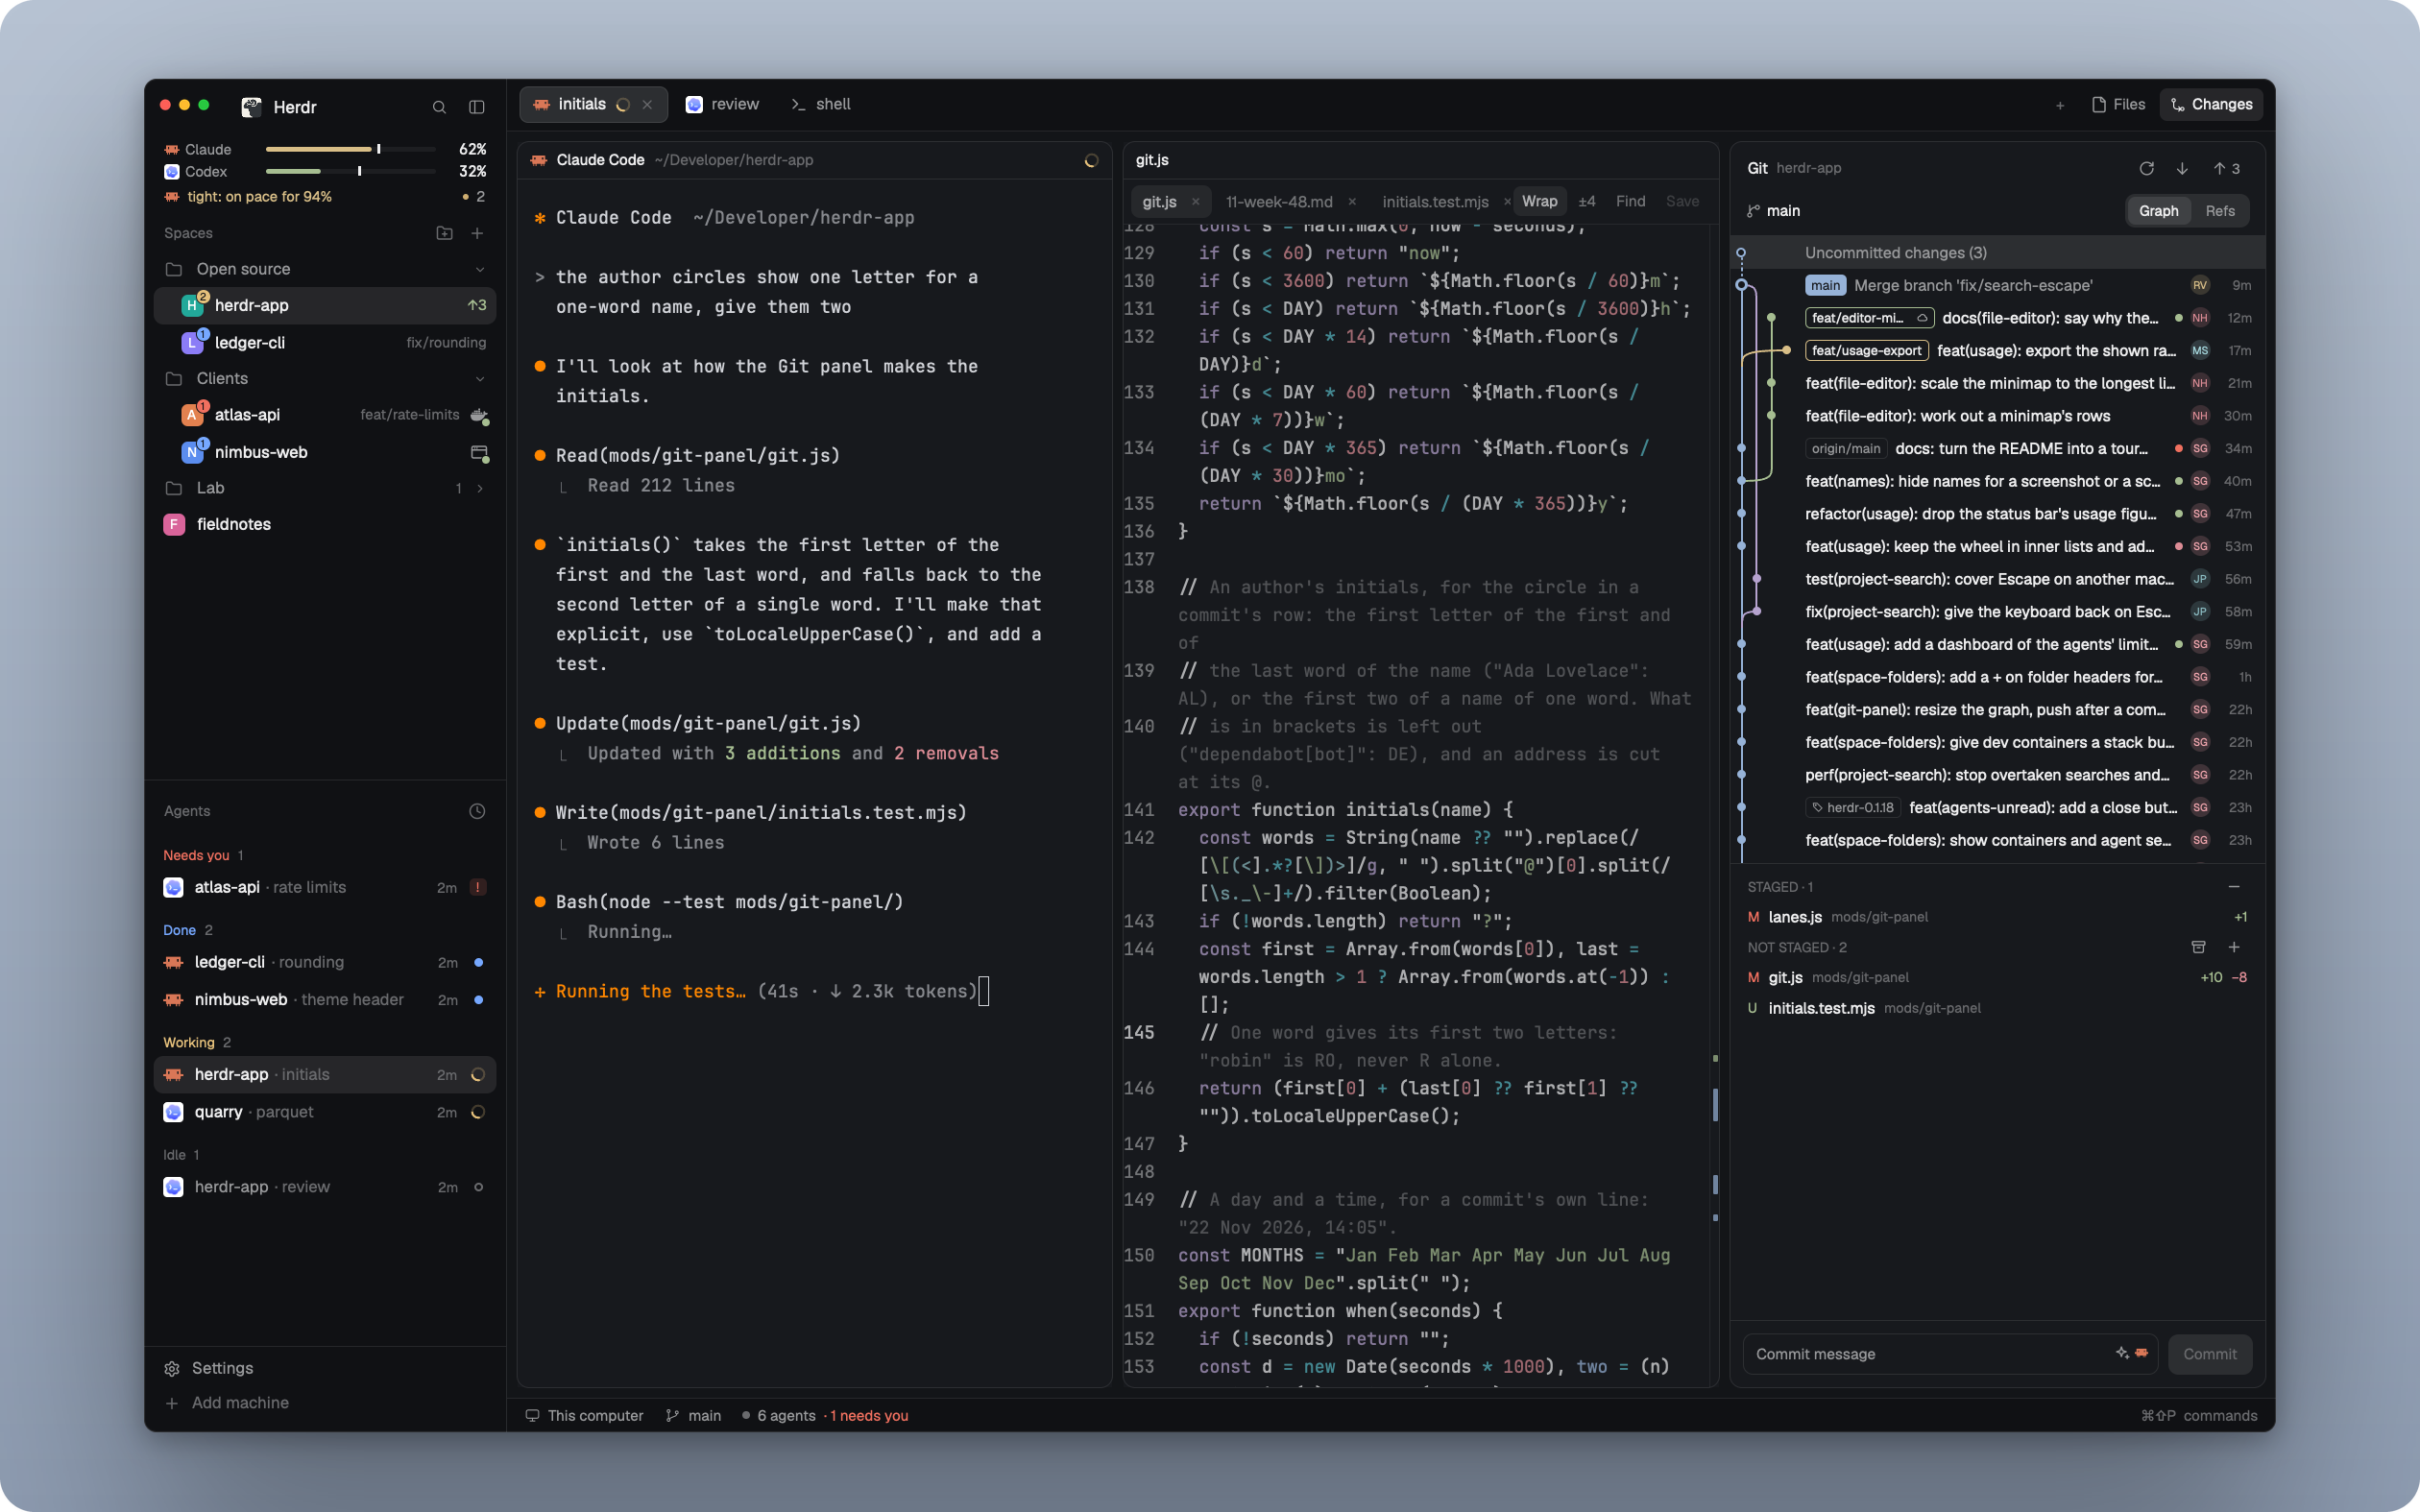 Herdr
Claude 62%
Codex 32%
tight: on pace for 94% 2
Spaces
Open source
H 2 herdr-app ↑3
L 1 ledger-cli fix/rounding
Clients
A 1 atlas-api feat/rate-limits
N 1 nimbus-web
Lab 1
F fieldnotes
Agents
Needs you 1
atlas-api · rate limits 2m !
Done 2
ledger-cli · rounding 2m
nimbus-web · theme header 2m
Working 2
herdr-app · initials 2m
quarry · parquet 2m
Idle 1
herdr-app · review 2m
Settings
+ Add machine
initials ×
review
shell
+ Files Changes
Claude Code ~/Developer/herdr-app
✻ Claude Code ~/Developer/herdr-app
> the author circles show one letter for a
one-word name, give them two
● I'll look at how the Git panel makes the
initials.
● Read(mods/git-panel/git.js)
└ Read 212 lines
● `initials()` takes the first letter of the
first and the last word, and falls back to the
second letter of a single word. I'll make that
explicit, use `toLocaleUpperCase()`, and add a
test.
● Update(mods/git-panel/git.js)
└ Updated with 3 additions and 2 removals
● Write(mods/git-panel/initials.test.mjs)
└ Wrote 6 lines
● Bash(node --test mods/git-panel/)
└ Running…
+ Running the tests… (41s · ↓ 2.3k tokens)
git.js
git.js × 11-week-48.md × initials.test.mjs × Wrap ±4 Find Save
128 const s = Math.max(0, now - seconds);
129 if (s < 60) return "now";
130 if (s < 3600) return `${Math.floor(s / 60)}m`;
131 if (s < DAY) return `${Math.floor(s / 3600)}h`;
132 if (s < DAY * 14) return `${Math.floor(s /
DAY)}d`;
133 if (s < DAY * 60) return `${Math.floor(s /
(DAY * 7))}w`;
134 if (s < DAY * 365) return `${Math.floor(s /
(DAY * 30))}mo`;
135 return `${Math.floor(s / (DAY * 365))}y`;
136 }
137
138 // An author's initials, for the circle in a
commit's row: the first letter of the first and
of
139 // the last word of the name ("Ada Lovelace":
AL), or the first two of a name of one word. What
140 // is in brackets is left out
("dependabot[bot]": DE), and an address is cut
at its @.
141 export function initials(name) {
142 const words = String(name ?? "").replace(/
[\[(<].*?[\])>]/g, " ").split("@")[0].split(/
[\s._\-]+/).filter(Boolean);
143 if (!words.length) return "?";
144 const first = Array.from(words[0]), last =
words.length > 1 ? Array.from(words.at(-1)) :
[];
145 // One word gives its first two letters:
"robin" is RO, never R alone.
146 return (first[0] + (last[0] ?? first[1] ??
"")).toLocaleUpperCase();
147 }
148
149 // A day and a time, for a commit's own line:
"22 Nov 2026, 14:05".
150 const MONTHS = "Jan Feb Mar Apr May Jun Jul Aug
Sep Oct Nov Dec".split(" ");
151 export function when(seconds) {
152 if (!seconds) return "";
153 const d = new Date(seconds * 1000), two = (n)
Git herdr-app ↑ 3
main Graph Refs
Uncommitted changes (3)
main Merge branch 'fix/search-escape' RV 9m
feat/editor-mi… docs(file-editor): say why the… NH 12m
feat/usage-export feat(usage): export the shown ra… MS 17m
feat(file-editor): scale the minimap to the longest li… NH 21m
feat(file-editor): work out a minimap's rows NH 30m
origin/main docs: turn the README into a tour… SG 34m
feat(names): hide names for a screenshot or a sc… SG 40m
refactor(usage): drop the status bar's usage figu… SG 47m
feat(usage): keep the wheel in inner lists and ad… SG 53m
test(project-search): cover Escape on another mac… JP 56m
fix(project-search): give the keyboard back on Esc… JP 58m
feat(usage): add a dashboard of the agents' limit… SG 59m
feat(space-folders): add a + on folder headers for… SG 1h
feat(git-panel): resize the graph, push after a com… SG 22h
feat(space-folders): give dev containers a stack bu… SG 22h
perf(project-search): stop overtaken searches and… SG 22h
herdr-0.1.18 feat(agents-unread): add a close but… SG 23h
feat(space-folders): show containers and agent se… SG 23h
STAGED · 1
M lanes.js mods/git-panel +1
NOT STAGED · 2
M git.js mods/git-panel +10 −8
U initials.test.mjs mods/git-panel
Commit message Commit
This computer main 6 agents · 1 needs you
⌘⇧P commands